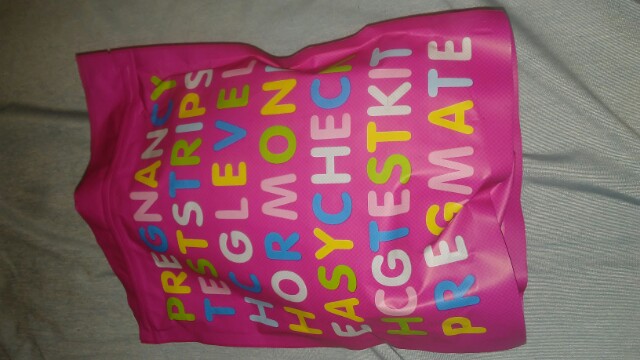 PREGNANCY
TESTSTRIPS
HCGLEVEL
HORMONE
EASYCHECK
HCGTESTKIT
PREGMATE